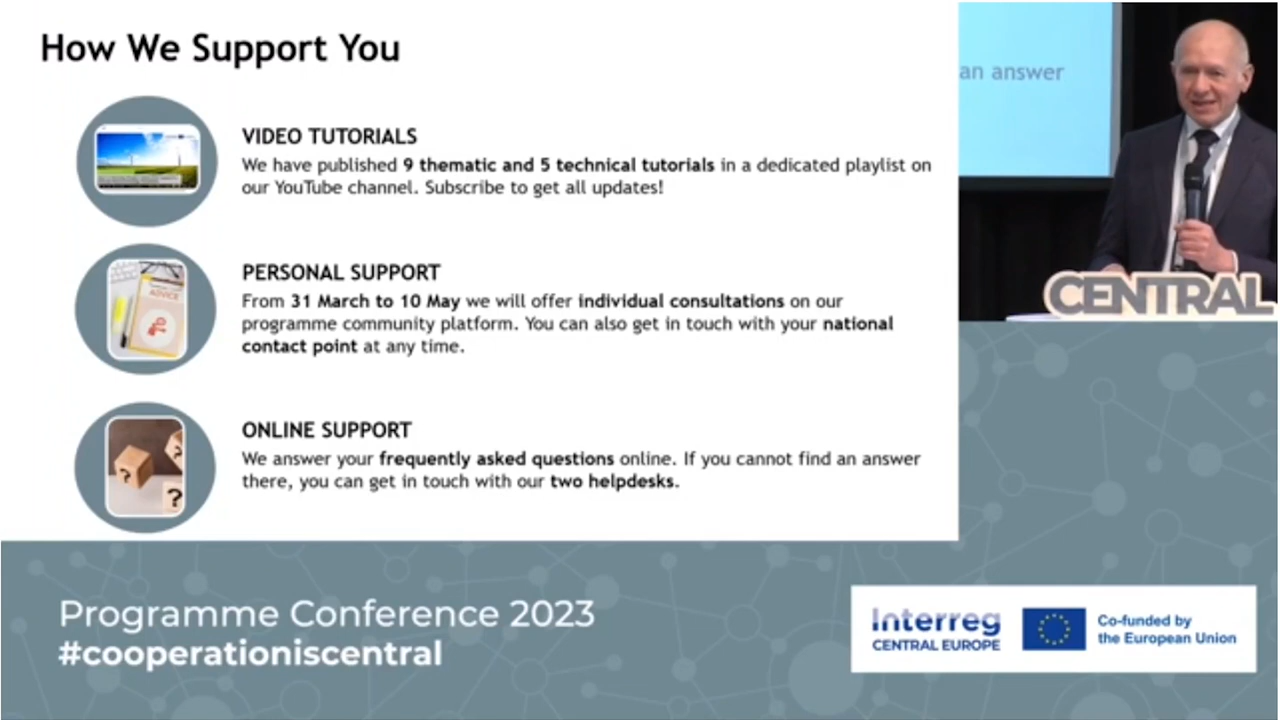 How We Support You
an answer
VIDEO TUTORIALS
We have published 9 thematic and 5 technical tutorials in a dedicated playlist on
our YouTube channel. Subscribe to get all updates!
PERSONAL SUPPORT
From 31 March to 10 May we will offer individual consultations on our
programme community platform. You can also get in touch with your national
contact point at any time.
ADVICE
ONLINE SUPPORT
We answer your frequently asked questions online. If you cannot find an answer
there, you can get in touch with our two helpdesks.
?
?
?
CENTRAL
Programme Conference 2023
#cooperationiscentral
Interreg
CENTRAL EUROPE
Co-funded by
the European Union